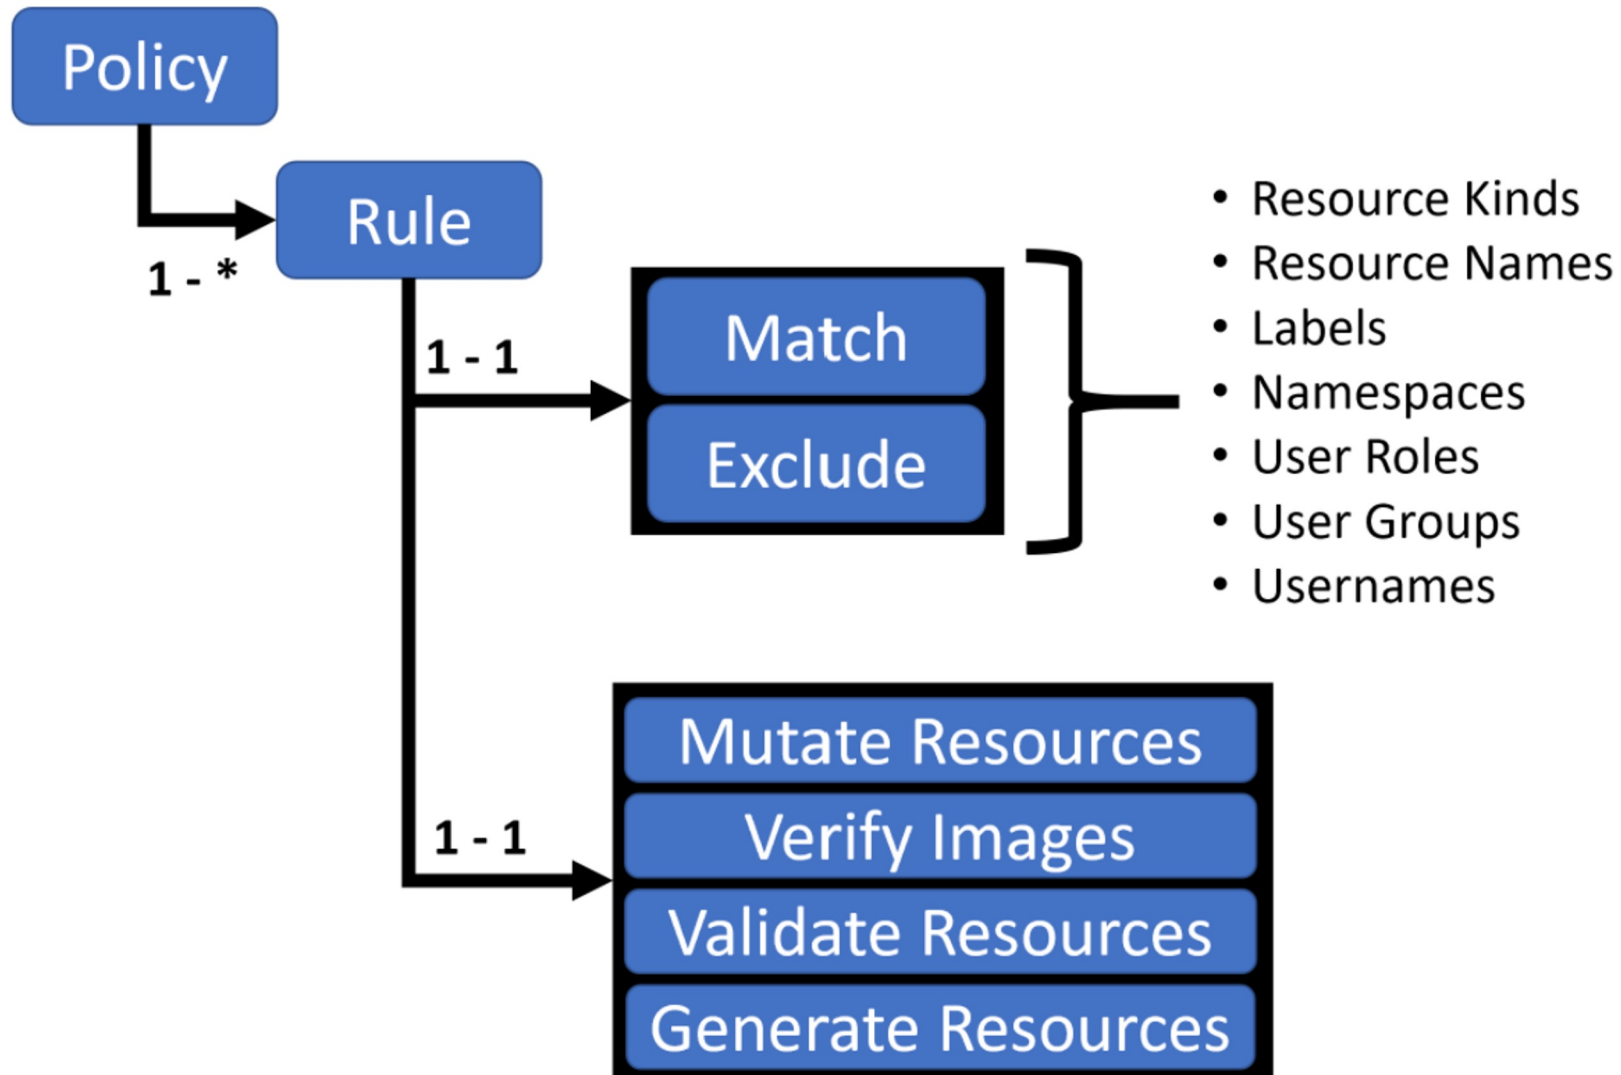 Policy
1 - *
Rule
1 - 1
Match
Exclude
• Resource Kinds
• Resource Names
• Labels
• Namespaces
• User Roles
• User Groups
• Usernames
1 - 1
Mutate Resources
Verify Images
Validate Resources
Generate Resources